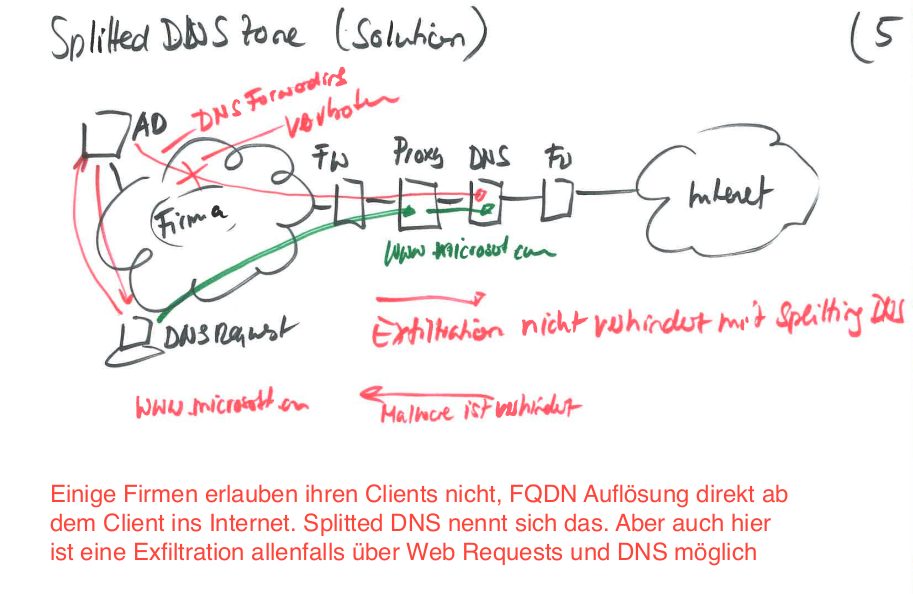 Splitted DNS Zone (Solution) (5
DNS Forwarding
verboten
AD
FW Proxy DNS FW
Firma
Internet
www.microsot.com
DNS Request
Exfiltration nicht verhindert mit Splitting DNS
www.microsott.com
Malware ist verhindert
Einige Firmen erlauben ihren Clients nicht, FQDN Auflösung direkt ab
dem Client ins Internet. Splitted DNS nennt sich das. Aber auch hier
ist eine Exfiltration allenfalls über Web Requests und DNS möglich